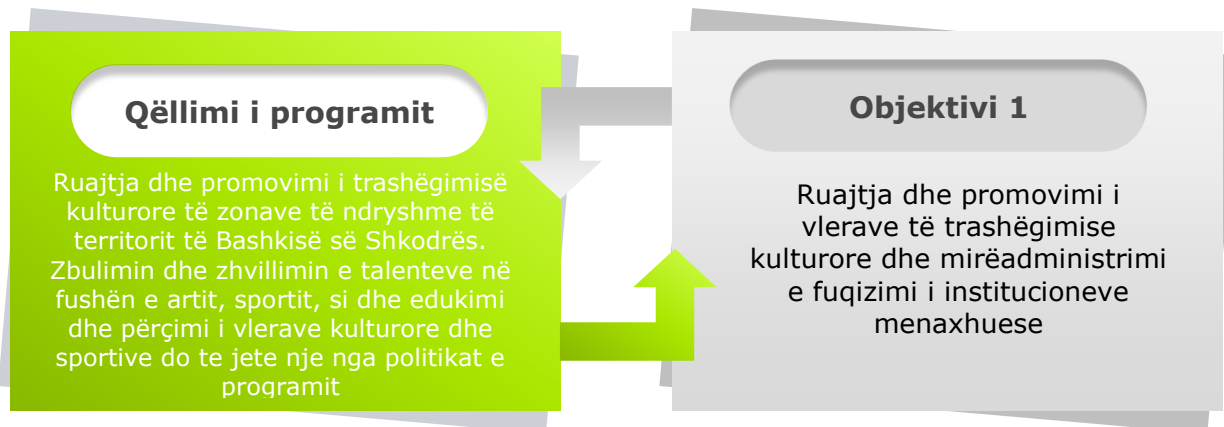 Qëllimi i programit
Ruajtja dhe promovimi i trashëgimisë
kulturore të zonave të ndryshme të
territorit të Bashkisë së Shkodrës.
Zbulimin dhe zhvillimin e talenteve në
fushën e artit, sportit, si dhe edukimi
dhe përçimi i vlerave kulturore dhe
sportive do te jete nje nga politikat e
programit
Objektivi 1
Ruajtja dhe promovimi i
vlerave të trashëgimise
kulturore dhe mirëadministrimi
e fuqizimi i institucioneve
menaxhuese